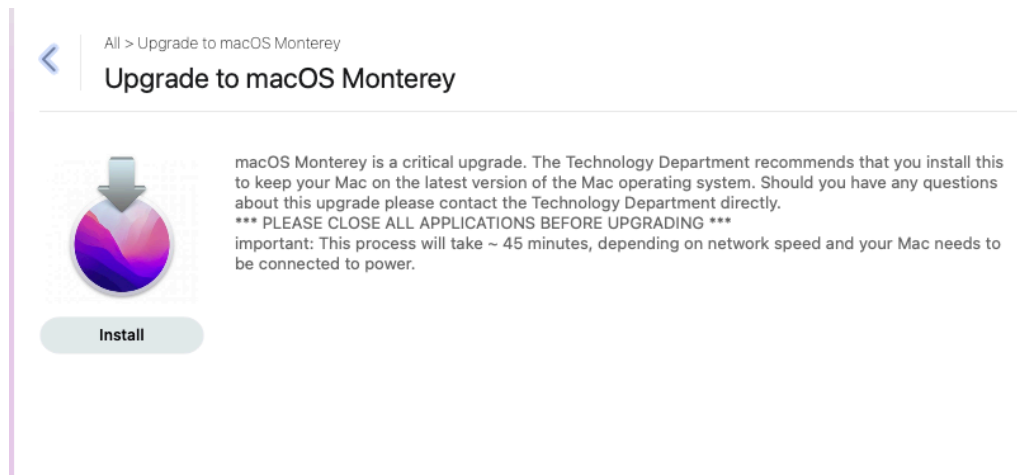 All > Upgrade to macOS Monterey
Upgrade to macOS Monterey
macOS Monterey is a critical upgrade. The Technology Department recommends that you install this
to keep your Mac on the latest version of the Mac operating system. Should you have any questions
about this upgrade please contact the Technology Department directly.
*** PLEASE CLOSE ALL APPLICATIONS BEFORE UPGRADING ***
important: This process will take ~ 45 minutes, depending on network speed and your Mac needs to
be connected to power.
Install